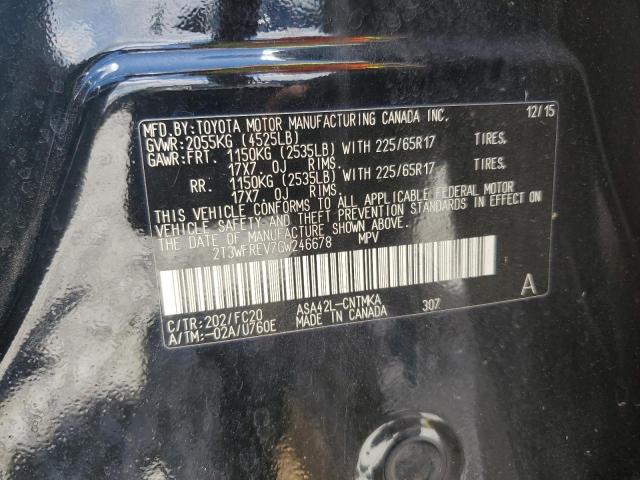 MFD.BY:TOYOTA MOTOR MANUFACTURING CANADA INC. 12/15
GVWR:2055KG (4525LB)
GAWR:FRT. 1150KG (2535LB) WITH 225/65R17 TIRES.
17X7.0J RIMS.
RR. 1150KG (2535LB) WITH 225/65R17 TIRES.
17X7.0J RIMS.
THIS VEHICLE CONFORMS TO ALL APPLICABLE FEDERAL MOTOR
VEHICLE SAFETY AND THEFT PREVENTION STANDARDS IN EFFECT ON
THE DATE OF MANUFACTURE SHOWN ABOVE.
2T3WFREV7GW246678 MPV
A
C/TR:202/FC20 ASA42L-CNTMKA 307
A/TM:-02A/U760E MADE IN CANADA